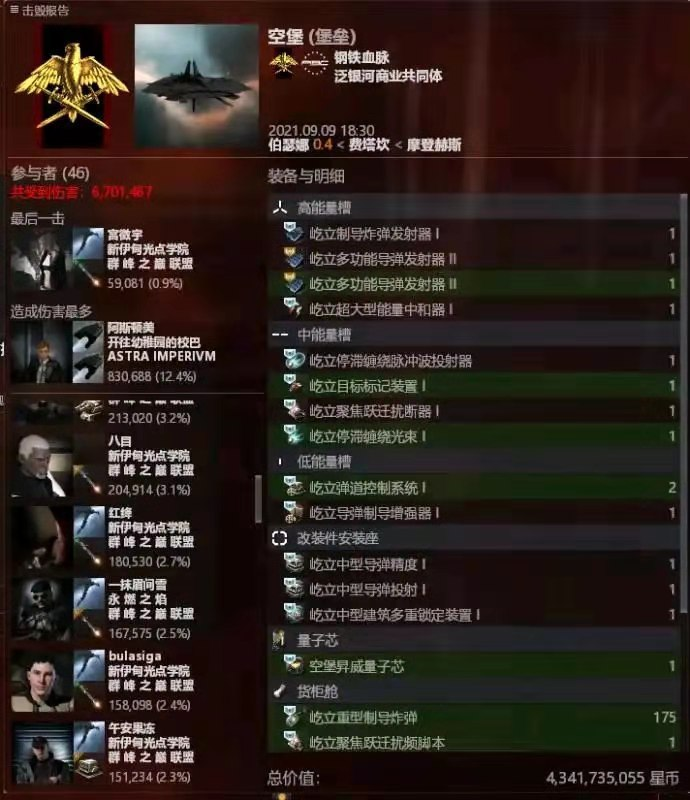 击毁报告
空堡 (堡垒)
钢铁血脉
泛银河商业共同体
2021.09.09 18:30
伯瑟娜 0.4 < 费塔坎 < 摩登赫斯
参与者 (46)
共受到伤害: 6,701,467
最后一击
宫微宇
新伊甸光点学院
群 峰 之 巅 联盟
59,081 (0.9%)
造成伤害最多
阿斯顿美
开往幼稚园的校巴
ASTRA IMPERIVM
830,688 (12.4%)
群 峰 之 巅 联盟
213,020 (3.2%)
八目
新伊甸光点学院
群 峰 之 巅 联盟
204,914 (3.1%)
红绛
新伊甸光点学院
群 峰 之 巅 联盟
180,530 (2.7%)
一抹眉间雪
永 燃 之 焰
群 峰 之 巅 联盟
167,575 (2.5%)
bulasiga
新伊甸光点学院
群 峰 之 巅 联盟
158,098 (2.4%)
午安果冻
新伊甸光点学院
群 峰 之 巅 联盟
151,234 (2.3%)
装备与明细
高能量槽
屹立制导炸弹发射器 I 1
屹立多功能导弹发射器 II 1
屹立多功能导弹发射器 II 1
屹立超大型能量中和器 I 1
中能量槽
屹立停滞缠绕脉冲波投射器 1
屹立目标标记装置 I 1
屹立聚焦跃迁扰断器 I 1
屹立停滞缠绕光束 I 1
低能量槽
屹立弹道控制系统 I 2
屹立导弹制导增强器 I 1
改装件安装座
屹立中型导弹精度 I 1
屹立中型导弹投射 I 1
屹立中型建筑多重锁定装置 I 1
量子芯
空堡昇威量子芯 1
货柜舱
屹立重型制导炸弹 175
屹立聚焦跃迁扰频脚本 1
总价值: 4,341,735,055 星币